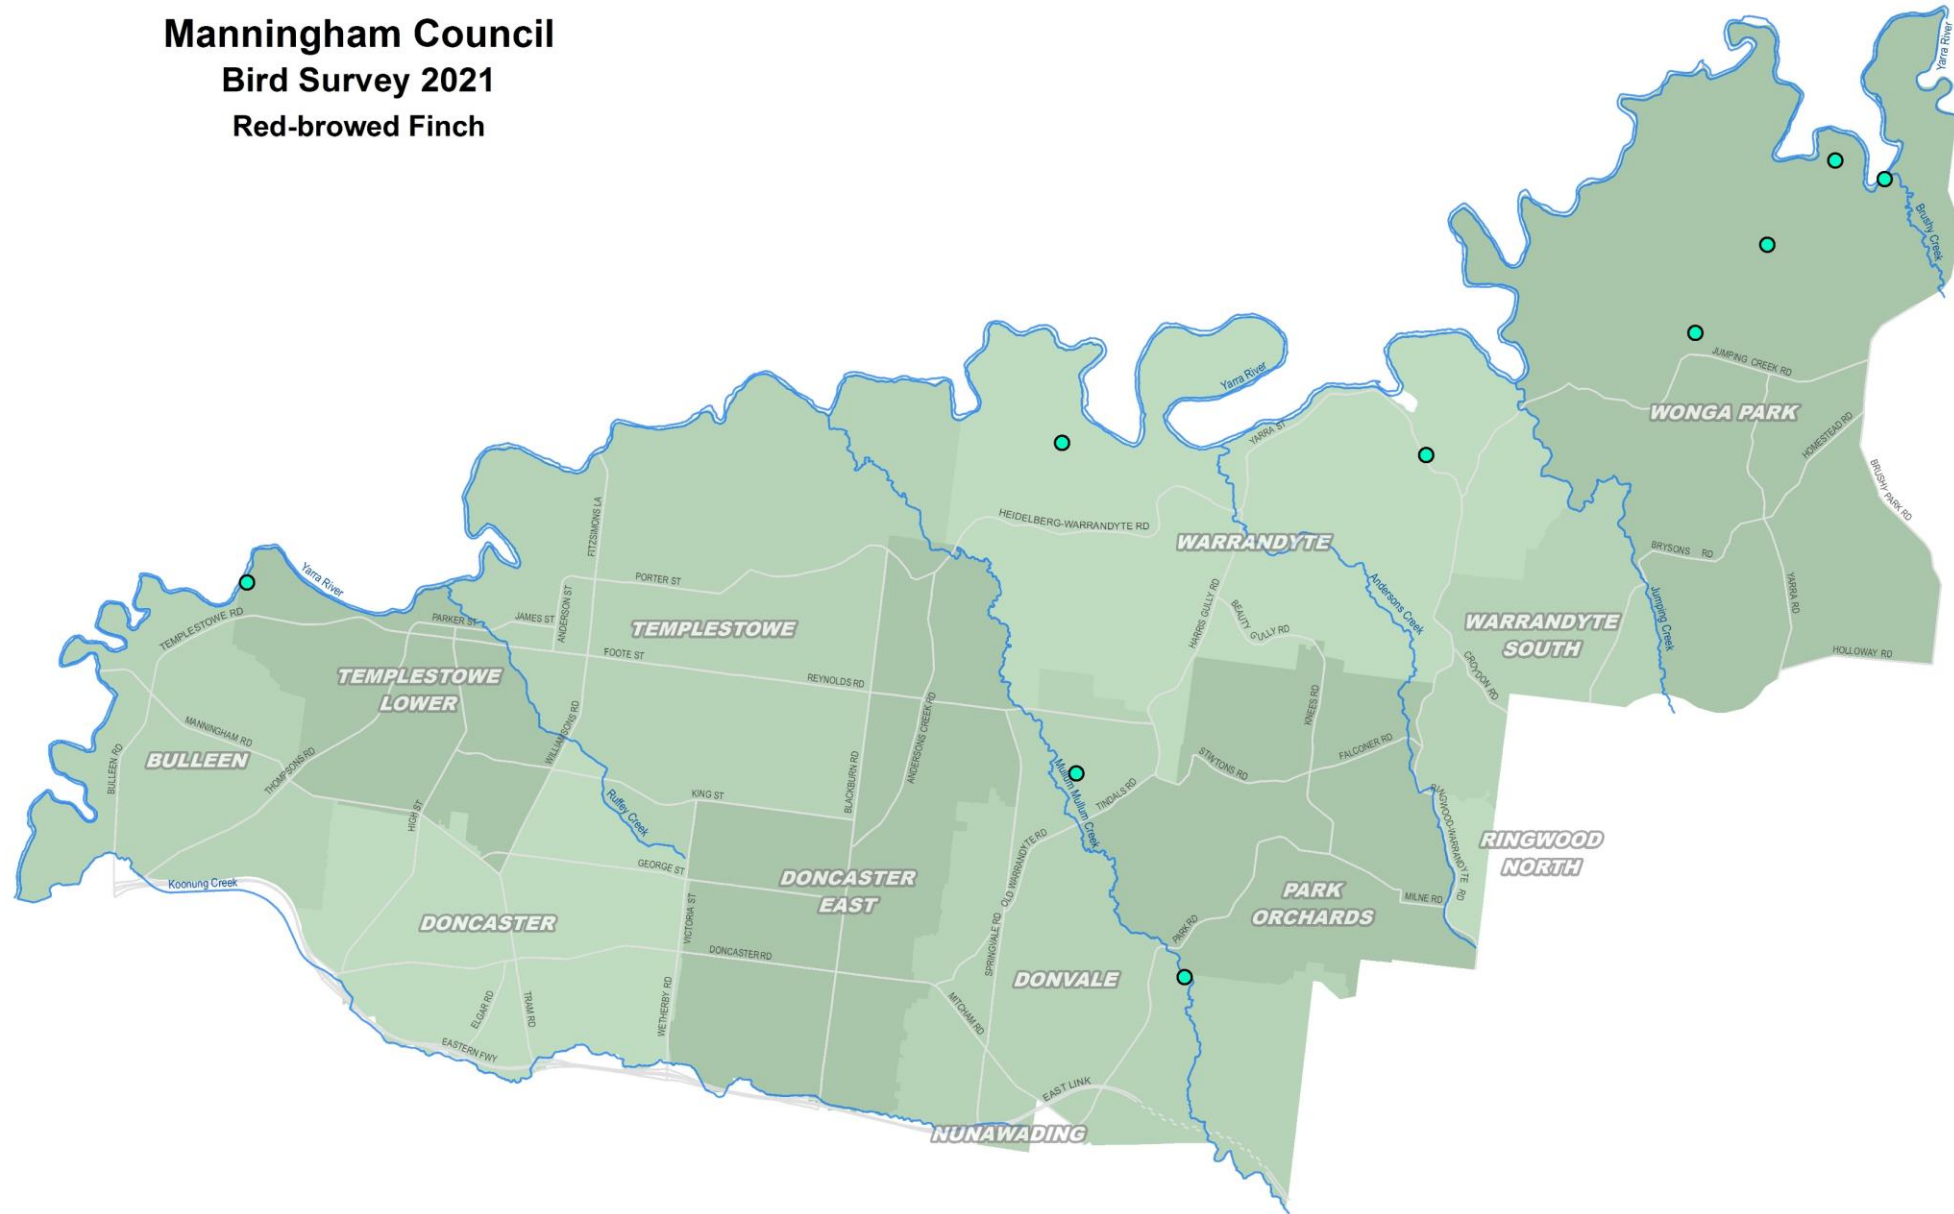 Manningham Council
Bird Survey 2021
Red-browed Finch
Yarra River
Brushy Creek
JUMPING CREEK RD
WONGA PARK
HOMESTEAD RD
BRUSHY PARK RD
Yarra River
YARRA ST
HEIDELBERG-WARRANDYTE RD
WARRANDYTE
FITZSIMONS LA
BRYSONS RD
YARRA RD
Jumping Creek
HOLLOWAY RD
Andersons Creek
WARRANDYTE
SOUTH
CROYDON RD
HARRIS GULLY RD
BEAUTY GULLY RD
Yarra River
TEMPLESTOWE RD
PARKER ST
JAMES ST
ANDERSON ST
PORTER ST
TEMPLESTOWE
FOOTE ST
REYNOLDS RD
TEMPLESTOWE
LOWER
KNEES RD
STINTONS RD
FALCONER RD
MANNINGHAM RD
BULLEEN
BULLEEN RD
THOMPSONS RD
WILLIAMSONS RD
ANDERSONS CREEK RD
BLACKBURN RD
Mullum Mullum Creek
TINDALS RD
HIGH ST
KING ST
Ruffey Creek
RINGWOOD-WARRANDYTE RD
RINGWOOD
NORTH
GEORGE ST
OLD WARRANDYTE RD
DONCASTER
EAST
PARK
ORCHARDS
MILNE RD
Koonung Creek
DONCASTER
VICTORIA ST
DONCASTER RD
SPRINGVALE RD
PARK RD
DONVALE
ELGAR RD
TRAM RD
WETHERBY RD
MITCHAM RD
EASTERN FWY
EAST LINK
NUNAWADING